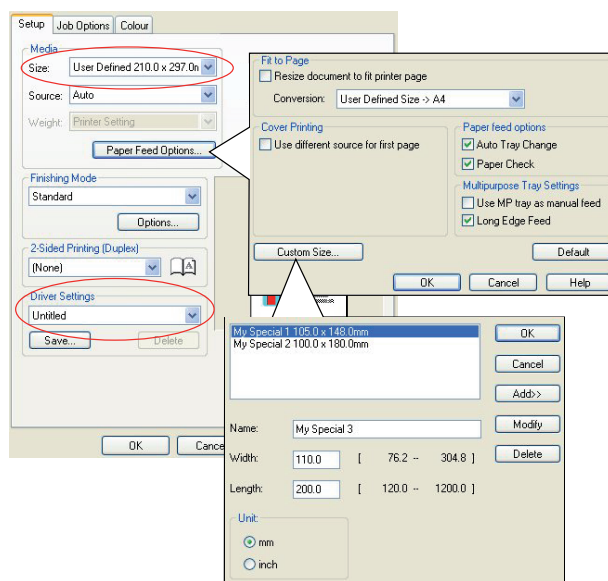 Setup
Job Options
Colour
Media
Size: User Defined 210.0 x 297.0
Source: Auto
Weight: Printer Setting
Paper Feed Options...
Finishing Mode
Standard
Options...
2-Sided Printing (Duplex)
(None)
A
Driver Settings
Untitled
Save...
Delete
OK
Fit to Page
Resize document to fit printer page
Conversion: User Defined Size -> A4
Cover Printing
Use different source for first page
Paper feed options
Auto Tray Change
Paper Check
Multipurpose Tray Settings
Use MP tray as manual feed
Long Edge Feed
Custom Size...
Default
OK
Cancel
Help
My Special 1 105.0 x 148.0mm
My Special 2 100.0 x 180.0mm
OK
Cancel
Add>>
Modify
Delete
Name: My Special 3
Width: 110.0 [ 76.2 -- 304.8 ]
Length: 200.0 [ 120.0 -- 1200.0 ]
Unit:
mm
inch